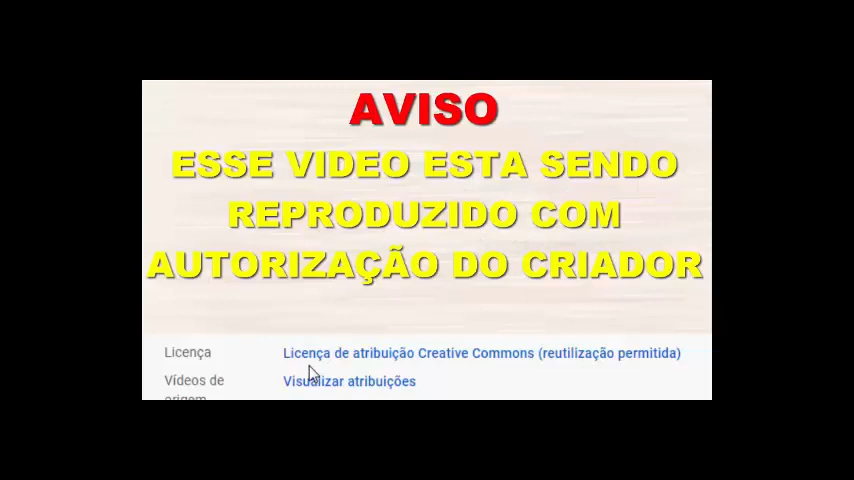 AVISO
ESSE VIDEO ESTA SENDO
REPRODUZIDO COM
AUTORIZAÇÃO DO CRIADOR
Licença Licença de atribuição Creative Commons (reutilização permitida)
Vídeos de Visualizar atribuições
origem